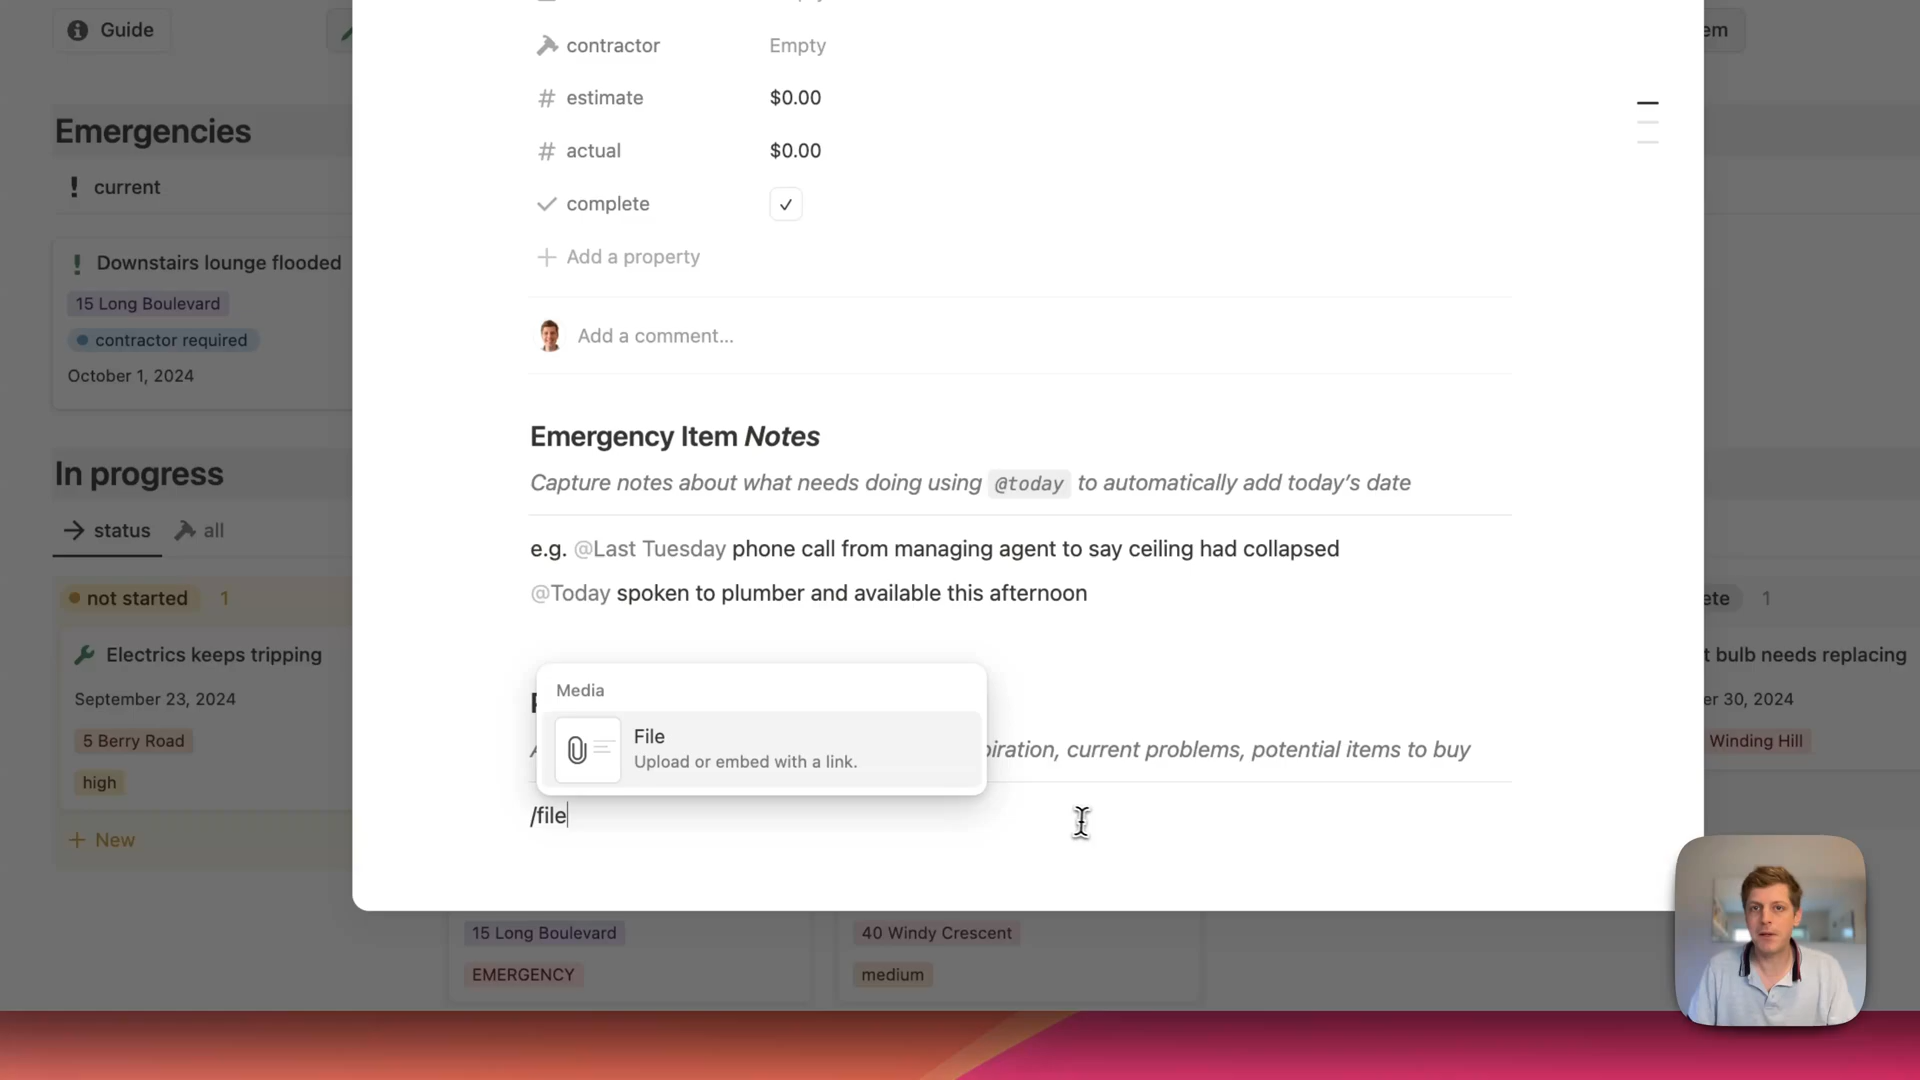 Guide
em
Emergencies
current
Downstairs lounge flooded
15 Long Boulevard
contractor required
October 1, 2024
In progress
status
all
not started 1
Electrics keeps tripping
September 23, 2024
5 Berry Road
high
New
contractor Empty
estimate $0.00
actual $0.00
complete
Add a property
Add a comment...
Emergency Item Notes
Capture notes about what needs doing using @today to automatically add today's date
e.g. @Last Tuesday phone call from managing agent to say ceiling had collapsed
@Today spoken to plumber and available this afternoon
Media
File
Upload or embed with a link.
piration, current problems, potential items to buy
/file
15 Long Boulevard
EMERGENCY
40 Windy Crescent
medium
ete 1
t bulb needs replacing
er 30, 2024
Winding Hill